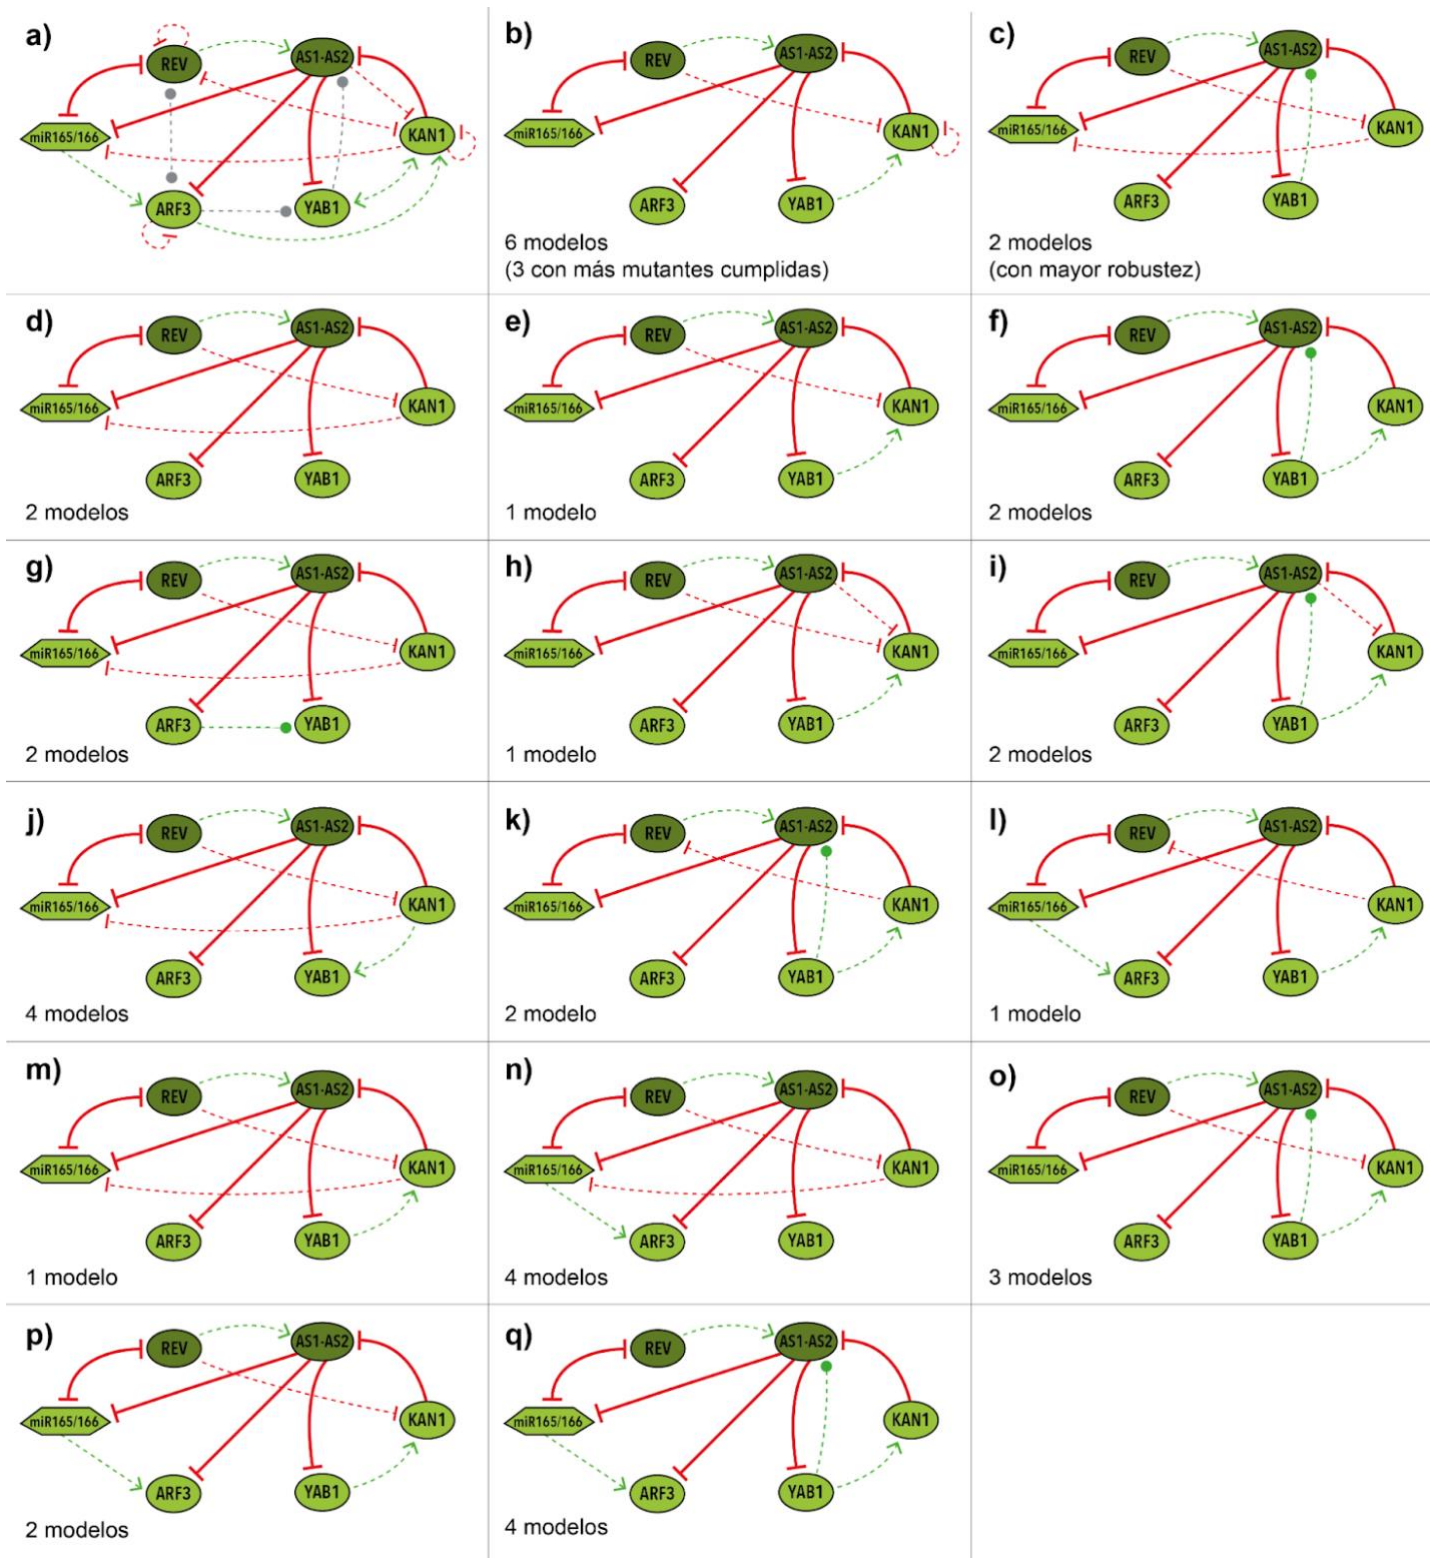 a)
REV
AS1-AS2
miR165/166
KAN1
ARF3
YAB1
b)
REV
AS1-AS2
miR165/166
KAN1
ARF3
YAB1
6 modelos
(3 con más mutantes cumplidas)
c)
REV
AS1-AS2
miR165/166
KAN1
ARF3
YAB1
2 modelos
(con mayor robustez)
d)
REV
AS1-AS2
miR165/166
KAN1
ARF3
YAB1
2 modelos
e)
REV
AS1-AS2
miR165/166
KAN1
ARF3
YAB1
1 modelo
f)
REV
AS1-AS2
miR165/166
KAN1
ARF3
YAB1
2 modelos
g)
REV
AS1-AS2
miR165/166
KAN1
ARF3
YAB1
2 modelos
h)
REV
AS1-AS2
miR165/166
KAN1
ARF3
YAB1
1 modelo
i)
REV
AS1-AS2
miR165/166
KAN1
ARF3
YAB1
2 modelos
j)
REV
AS1-AS2
miR165/166
KAN1
ARF3
YAB1
4 modelos
k)
REV
AS1-AS2
miR165/166
KAN1
ARF3
YAB1
2 modelo
l)
REV
AS1-AS2
miR165/166
KAN1
ARF3
YAB1
1 modelo
m)
REV
AS1-AS2
miR165/166
KAN1
ARF3
YAB1
1 modelo
n)
REV
AS1-AS2
miR165/166
KAN1
ARF3
YAB1
4 modelos
o)
REV
AS1-AS2
miR165/166
KAN1
ARF3
YAB1
3 modelos
p)
REV
AS1-AS2
miR165/166
KAN1
ARF3
YAB1
2 modelos
q)
REV
AS1-AS2
miR165/166
KAN1
ARF3
YAB1
4 modelos